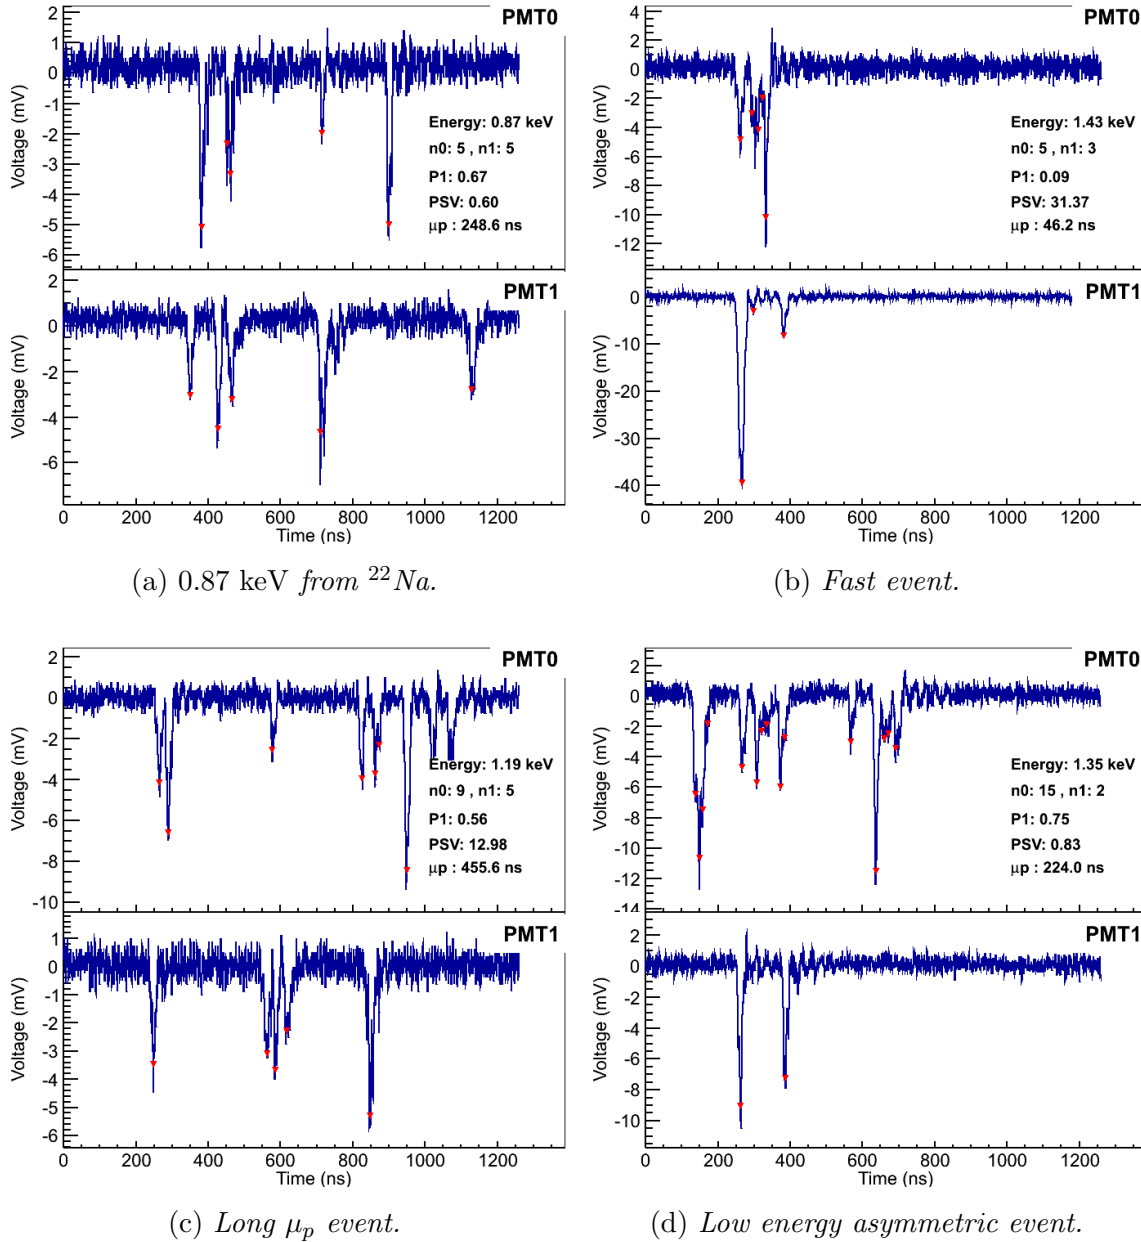 PMT0
2
1
0
-1
-2
-3
-4
-5
-6
Voltage (mV)
Energy: 0.87 keV
n0: 5 , n1: 5
P1: 0.67
PSV: 0.60
μp : 248.6 ns
PMT1
2
0
-2
-4
-6
Voltage (mV)
0 200 400 600 800 1000 1200
Time (ns)
(a) 0.87 keV from ²²Na.
PMT0
4
2
0
-2
-4
-6
-8
-10
-12
Voltage (mV)
Energy: 1.43 keV
n0: 5 , n1: 3
P1: 0.09
PSV: 31.37
μp : 46.2 ns
PMT1
0
-10
-20
-30
-40
Voltage (mV)
0 200 400 600 800 1000 1200
Time (ns)
(b) Fast event.
PMT0
2
0
-2
-4
-6
-8
-10
Voltage (mV)
Energy: 1.19 keV
n0: 9 , n1: 5
P1: 0.56
PSV: 12.98
μp : 455.6 ns
PMT1
1
0
-1
-2
-3
-4
-5
-6
Voltage (mV)
0 200 400 600 800 1000 1200
Time (ns)
(c) Long μp event.
PMT0
2
0
-2
-4
-6
-8
-10
-12
-14
Voltage (mV)
Energy: 1.35 keV
n0: 15 , n1: 2
P1: 0.75
PSV: 0.83
μp : 224.0 ns
PMT1
2
0
-2
-4
-6
-8
-10
Voltage (mV)
0 200 400 600 800 1000 1200
Time (ns)
(d) Low energy asymmetric event.